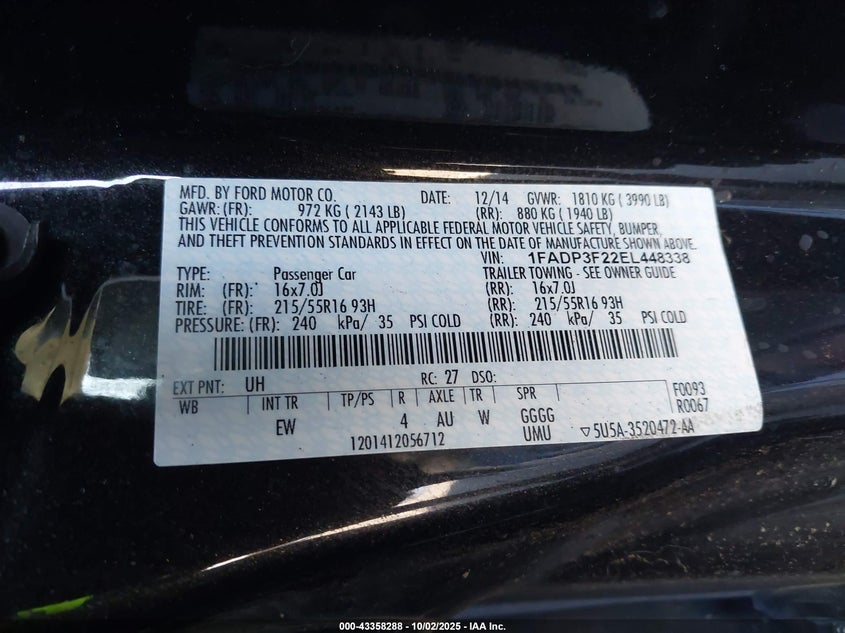 MFD. BY FORD MOTOR CO. DATE: 12/14 GVWR: 1810 KG ( 3990 LB)
GAWR: (FR): 972 KG ( 2143 LB) (RR): 880 KG ( 1940 LB)
THIS VEHICLE CONFORMS TO ALL APPLICABLE FEDERAL MOTOR VEHICLE SAFETY, BUMPER,
AND THEFT PREVENTION STANDARDS IN EFFECT ON THE DATE OF MANUFACTURE SHOWN ABOVE.
VIN: 1FADP3F22EL448338
TYPE: Passenger Car TRAILER TOWING - SEE OWNER GUIDE
RIM: (FR): 16x7.0J (RR): 16x7.0J
TIRE: (FR): 215/55R16 93H (RR): 215/55R16 93H
PRESSURE: (FR): 240 kPa/ 35 PSI COLD (RR): 240 kPa/ 35 PSI COLD
EXT PNT: UH RC: 27 DSO: F0093
WB INT TR TP/PS R AXLE TR SPR R0067
EW 4 AU W GGGG
1201412056712 UMU ▽5U5A-3520472-AA
000-43358288 - 10/02/2025 - IAA Inc.